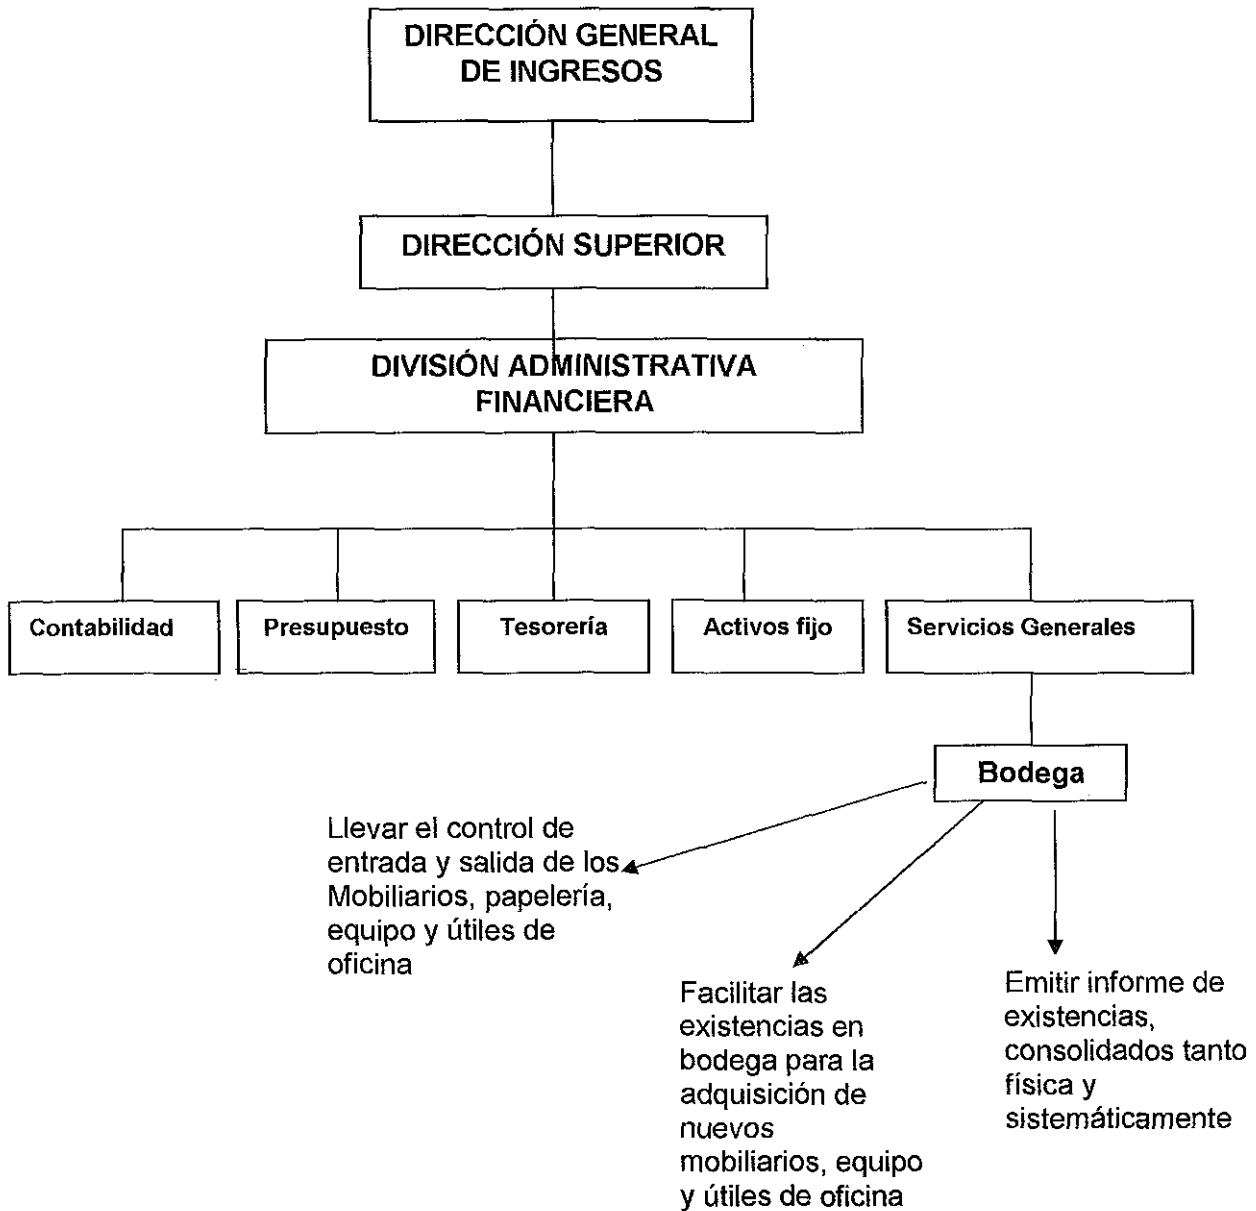 DIRECCIÓN GENERAL
DE INGRESOS
DIRECCIÓN SUPERIOR
DIVISIÓN ADMINISTRATIVA
FINANCIERA
Contabilidad
Presupuesto
Tesorería
Activos fijo
Servicios Generales
Bodega
Llevar el control de
entrada y salida de los
Mobiliarios, papelería,
equipo y útiles de
oficina
Facilitar las
existencias en
bodega para la
adquisición de
nuevos
mobiliarios, equipo
y útiles de oficina
Emitir informe de
existencias,
consolidados tanto
física y
sistemáticamente